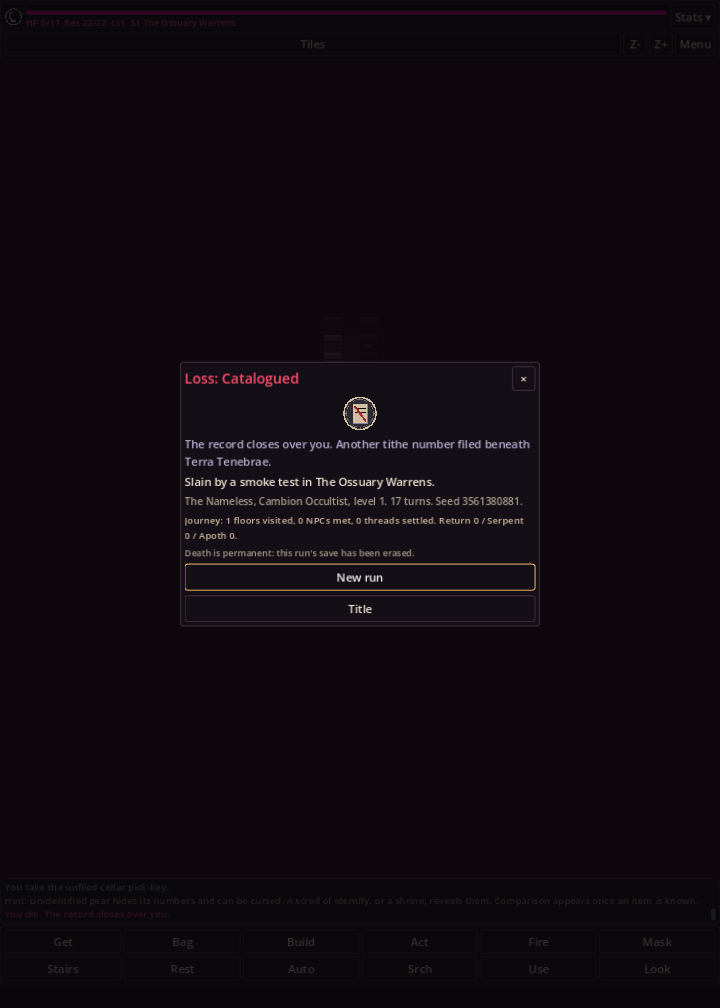 HP 0/17 Res 22/22 Lv1 S1 The Ossuary Warrens
Stats ▾
Tiles
Z-
Z+
Menu
Loss: Catalogued
×
The record closes over you. Another tithe number filed beneath
Terra Tenebrae.
Slain by a smoke test in The Ossuary Warrens.
The Nameless, Cambion Occultist, level 1. 17 turns. Seed 3561380881.
Journey: 1 floors visited, 0 NPCs met, 0 threads settled. Return 0 / Serpent
0 / Apoth 0.
Death is permanent: this run's save has been erased.
New run
Title
You take the unfiled cellar pick-key.
Hint: Unidentified gear hides its numbers and can be cursed. A scroll of identify, or a shrine, reveals them. Comparison appears once an item is known.
You die. The record closes over you.
Get
Bag
Build
Act
Fire
Mask
Stairs
Rest
Auto
Srch
Use
Look